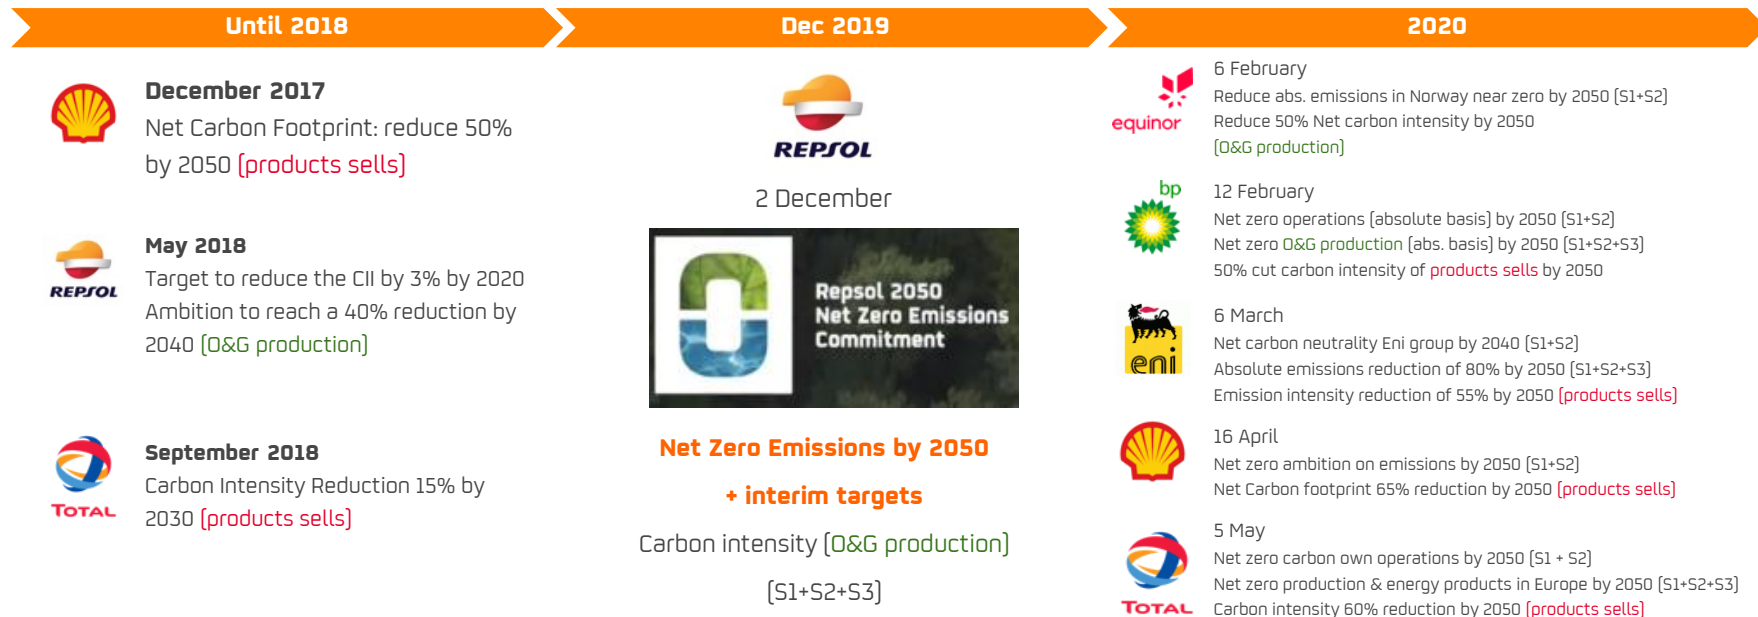 Until 2018
December 2017
Net Carbon Footprint: reduce 50%
by 2050 (products sells)
REPSOL
May 2018
Target to reduce the CII by 3% by 2020
Ambition to reach a 40% reduction by
2040 (O&G production)
TOTAL
September 2018
Carbon Intensity Reduction 15% by
2030 (products sells)
Dec 2019
REPSOL
2 December
Repsol 2050
Net Zero Emissions
Commitment
Net Zero Emissions by 2050
+ interim targets
Carbon intensity (O&G production)
(S1+S2+S3)
2020
equinor
6 February
Reduce abs. emissions in Norway near zero by 2050 (S1+S2)
Reduce 50% Net carbon intensity by 2050
(O&G production)
bp
12 February
Net zero operations (absolute basis) by 2050 (S1+S2)
Net zero O&G production (abs. basis) by 2050 (S1+S2+S3)
50% cut carbon intensity of products sells by 2050
eni
6 March
Net carbon neutrality Eni group by 2040 (S1+S2)
Absolute emissions reduction of 80% by 2050 (S1+S2+S3)
Emission intensity reduction of 55% by 2050 (products sells)
16 April
Net zero ambition on emissions by 2050 (S1+S2)
Net Carbon footprint 65% reduction by 2050 (products sells)
TOTAL
5 May
Net zero carbon own operations by 2050 (S1 + S2)
Net zero production & energy products in Europe by 2050 (S1+S2+S3)
Carbon intensity 60% reduction by 2050 (products sells)